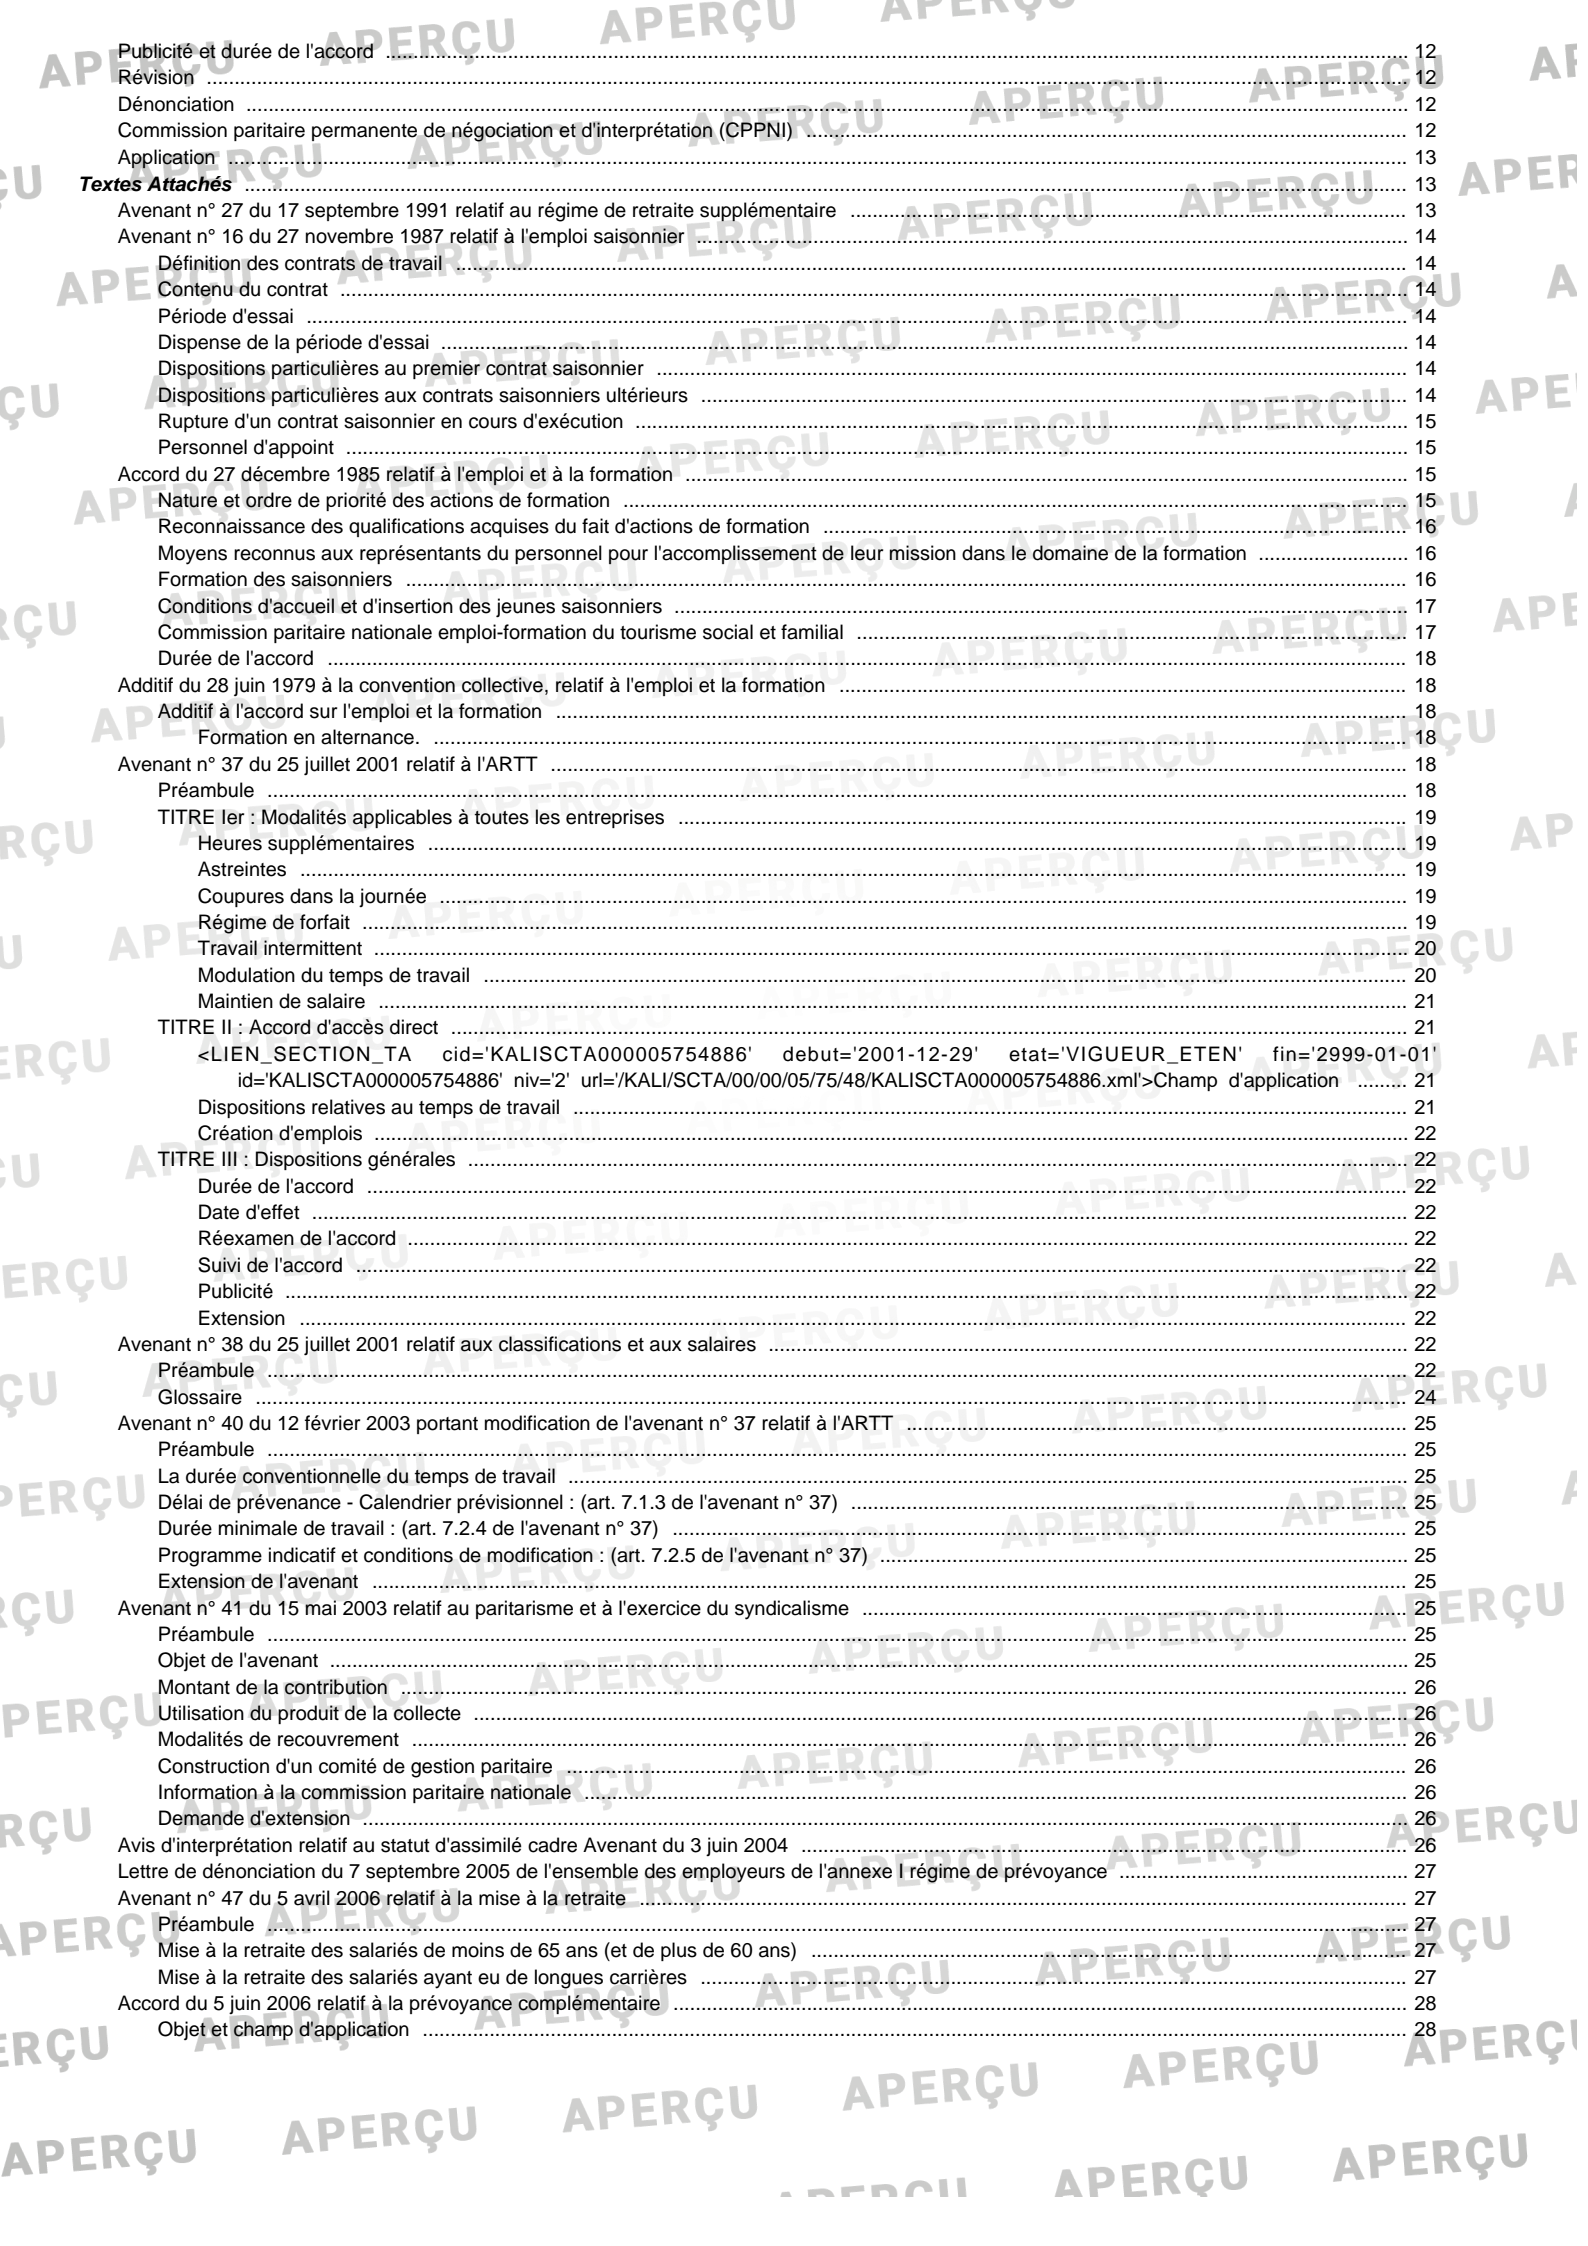 Publicité et durée de l'accord ........ 12
Révision ........ 12
Dénonciation ........ 12
Commission paritaire permanente de négociation et d'interprétation (CPPNI) ........ 12
Application ........ 13
Textes Attachés ........ 13
Avenant n° 27 du 17 septembre 1991 relatif au régime de retraite supplémentaire ........ 13
Avenant n° 16 du 27 novembre 1987 relatif à l'emploi saisonnier ........ 14
Définition des contrats de travail ........ 14
Contenu du contrat ........ 14
Période d'essai ........ 14
Dispense de la période d'essai ........ 14
Dispositions particulières au premier contrat saisonnier ........ 14
Dispositions particulières aux contrats saisonniers ultérieurs ........ 14
Rupture d'un contrat saisonnier en cours d'exécution ........ 15
Personnel d'appoint ........ 15
Accord du 27 décembre 1985 relatif à l'emploi et à la formation ........ 15
Nature et ordre de priorité des actions de formation ........ 15
Reconnaissance des qualifications acquises du fait d'actions de formation ........ 16
Moyens reconnus aux représentants du personnel pour l'accomplissement de leur mission dans le domaine de la formation ........ 16
Formation des saisonniers ........ 16
Conditions d'accueil et d'insertion des jeunes saisonniers ........ 17
Commission paritaire nationale emploi-formation du tourisme social et familial ........ 17
Durée de l'accord ........ 18
Additif du 28 juin 1979 à la convention collective, relatif à l'emploi et la formation ........ 18
Additif à l'accord sur l'emploi et la formation ........ 18
Formation en alternance. ........ 18
Avenant n° 37 du 25 juillet 2001 relatif à l'ARTT ........ 18
Préambule ........ 18
TITRE Ier : Modalités applicables à toutes les entreprises ........ 19
Heures supplémentaires ........ 19
Astreintes ........ 19
Coupures dans la journée ........ 19
Régime de forfait ........ 19
Travail intermittent ........ 20
Modulation du temps de travail ........ 20
Maintien de salaire ........ 21
TITRE II : Accord d'accès direct ........ 21
<LIEN_SECTION_TA cid='KALISCTA000005754886' debut='2001-12-29' etat='VIGUEUR_ETEN' fin='2999-01-01'
id='KALISCTA000005754886' niv='2' url='/KALI/SCTA/00/00/05/75/48/KALISCTA000005754886.xml'>Champ d'application ........ 21
Dispositions relatives au temps de travail ........ 21
Création d'emplois ........ 22
TITRE III : Dispositions générales ........ 22
Durée de l'accord ........ 22
Date d'effet ........ 22
Réexamen de l'accord ........ 22
Suivi de l'accord ........ 22
Publicité ........ 22
Extension ........ 22
Avenant n° 38 du 25 juillet 2001 relatif aux classifications et aux salaires ........ 22
Préambule ........ 22
Glossaire ........ 24
Avenant n° 40 du 12 février 2003 portant modification de l'avenant n° 37 relatif à l'ARTT ........ 25
Préambule ........ 25
La durée conventionnelle du temps de travail ........ 25
Délai de prévenance - Calendrier prévisionnel : (art. 7.1.3 de l'avenant n° 37) ........ 25
Durée minimale de travail : (art. 7.2.4 de l'avenant n° 37) ........ 25
Programme indicatif et conditions de modification : (art. 7.2.5 de l'avenant n° 37) ........ 25
Extension de l'avenant ........ 25
Avenant n° 41 du 15 mai 2003 relatif au paritarisme et à l'exercice du syndicalisme ........ 25
Préambule ........ 25
Objet de l'avenant ........ 25
Montant de la contribution ........ 26
Utilisation du produit de la collecte ........ 26
Modalités de recouvrement ........ 26
Construction d'un comité de gestion paritaire ........ 26
Information à la commission paritaire nationale ........ 26
Demande d'extension ........ 26
Avis d'interprétation relatif au statut d'assimilé cadre Avenant du 3 juin 2004 ........ 26
Lettre de dénonciation du 7 septembre 2005 de l'ensemble des employeurs de l'annexe I régime de prévoyance ........ 27
Avenant n° 47 du 5 avril 2006 relatif à la mise à la retraite ........ 27
Préambule ........ 27
Mise à la retraite des salariés de moins de 65 ans (et de plus de 60 ans) ........ 27
Mise à la retraite des salariés ayant eu de longues carrières ........ 27
Accord du 5 juin 2006 relatif à la prévoyance complémentaire ........ 28
Objet et champ d'application ........ 28
APERÇU